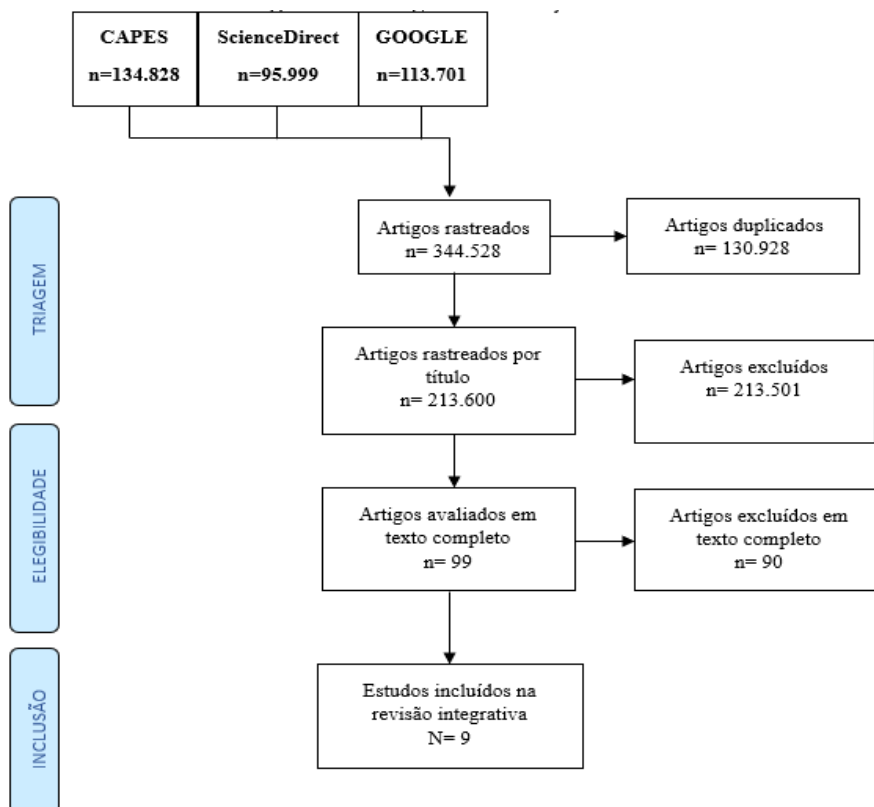 CAPES
n=134.828
ScienceDirect
n=95.999
GOOGLE
n=113.701
TRIAGEM
Artigos rastreados
n= 344.528
Artigos duplicados
n= 130.928
Artigos rastreados por
título
n= 213.600
Artigos excluídos
n= 213.501
ELEGIBILIDADE
Artigos avaliados em
texto completo
n= 99
Artigos excluídos em
texto completo
n= 90
INCLUSÃO
Estudos incluídos na
revisão integrativa
N= 9